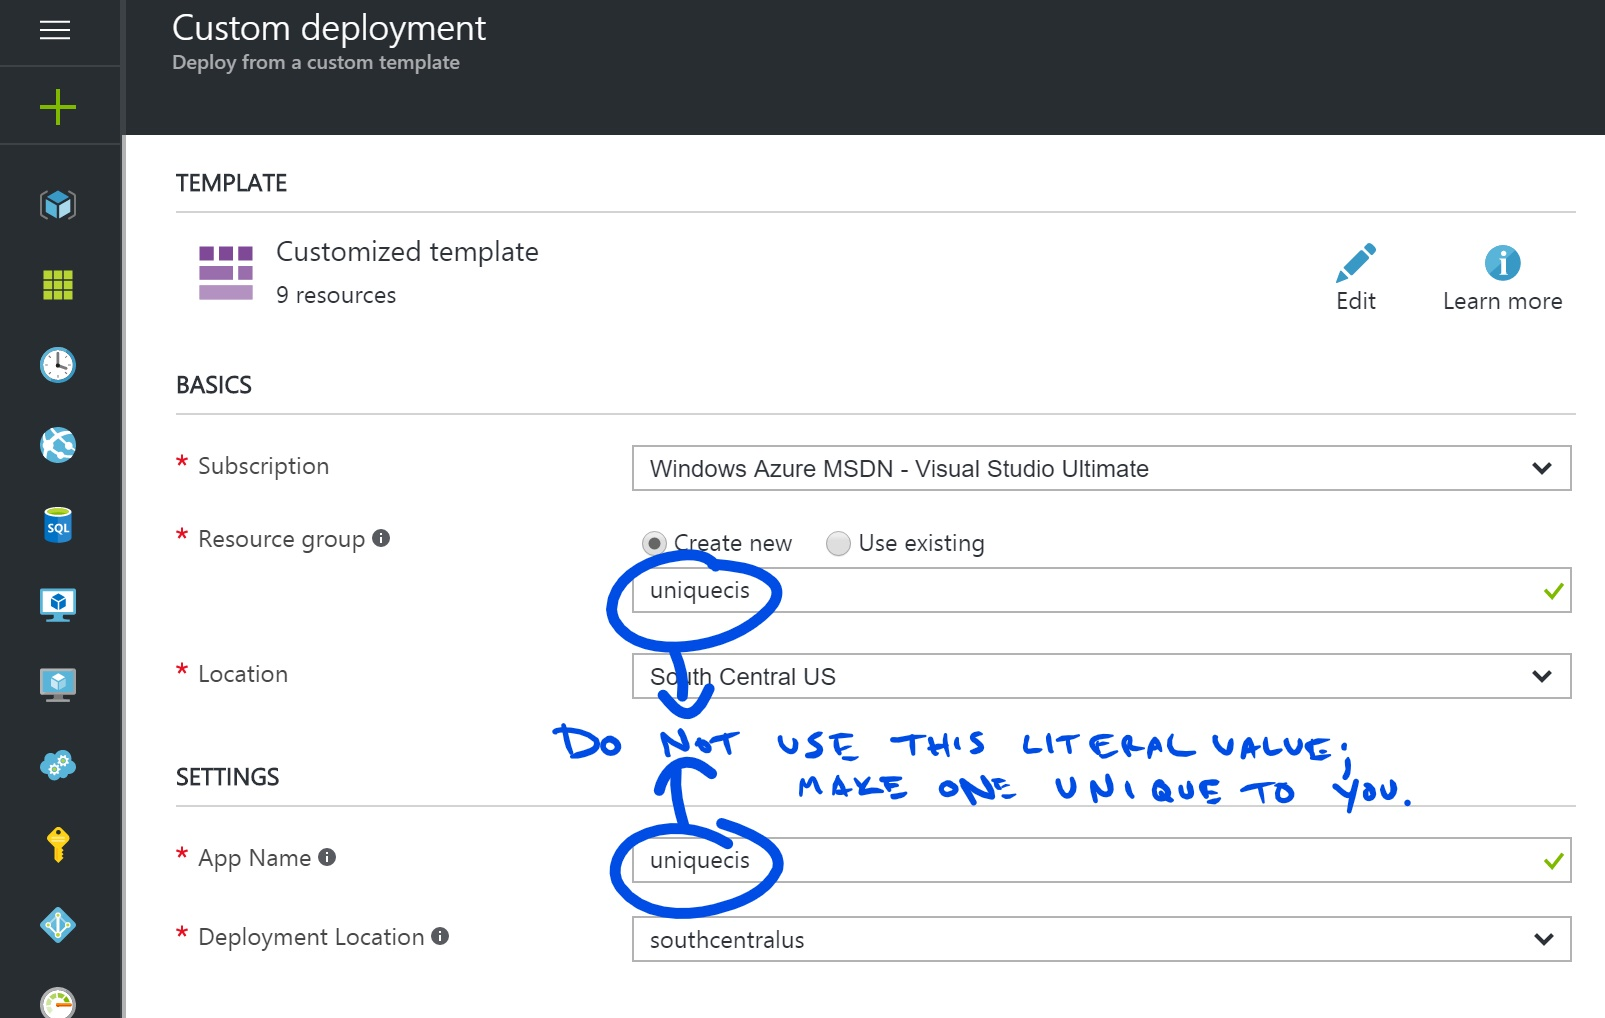 Custom deployment
Deploy from a custom template
TEMPLATE
Customized template
9 resources
Edit
Learn more
BASICS
* Subscription
Windows Azure MSDN - Visual Studio Ultimate
* Resource group
Create new
Use existing
uniquecis
* Location
South Central US
DO NOT USE THIS LITERAL VALUE;
MAKE ONE UNIQUE TO YOU.
SETTINGS
* App Name
uniquecis
* Deployment Location
southcentralus
SQL